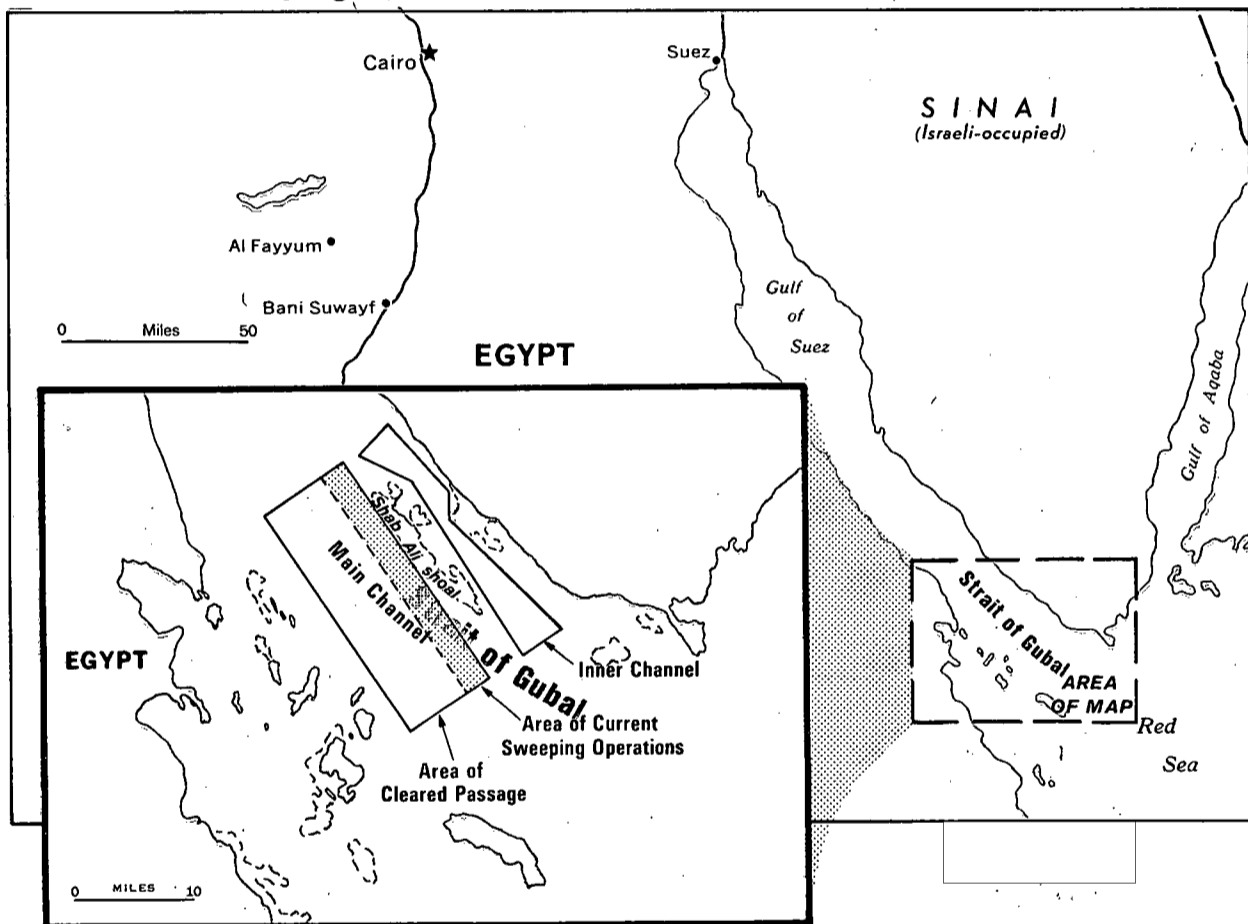 Cairo
Suez
SINAI
(Israeli-occupied)
Al Fayyum
Bani Suwayf
0 Miles 50
EGYPT
Gulf
of
Suez
Gulf of Aqaba
Strait of Gubal
AREA
OF MAP
Red
Sea
Shab Ali shoal
Main Channel
of Gubal
EGYPT
Inner Channel
Area of Current
Sweeping Operations
Area of
Cleared Passage
0 MILES 10